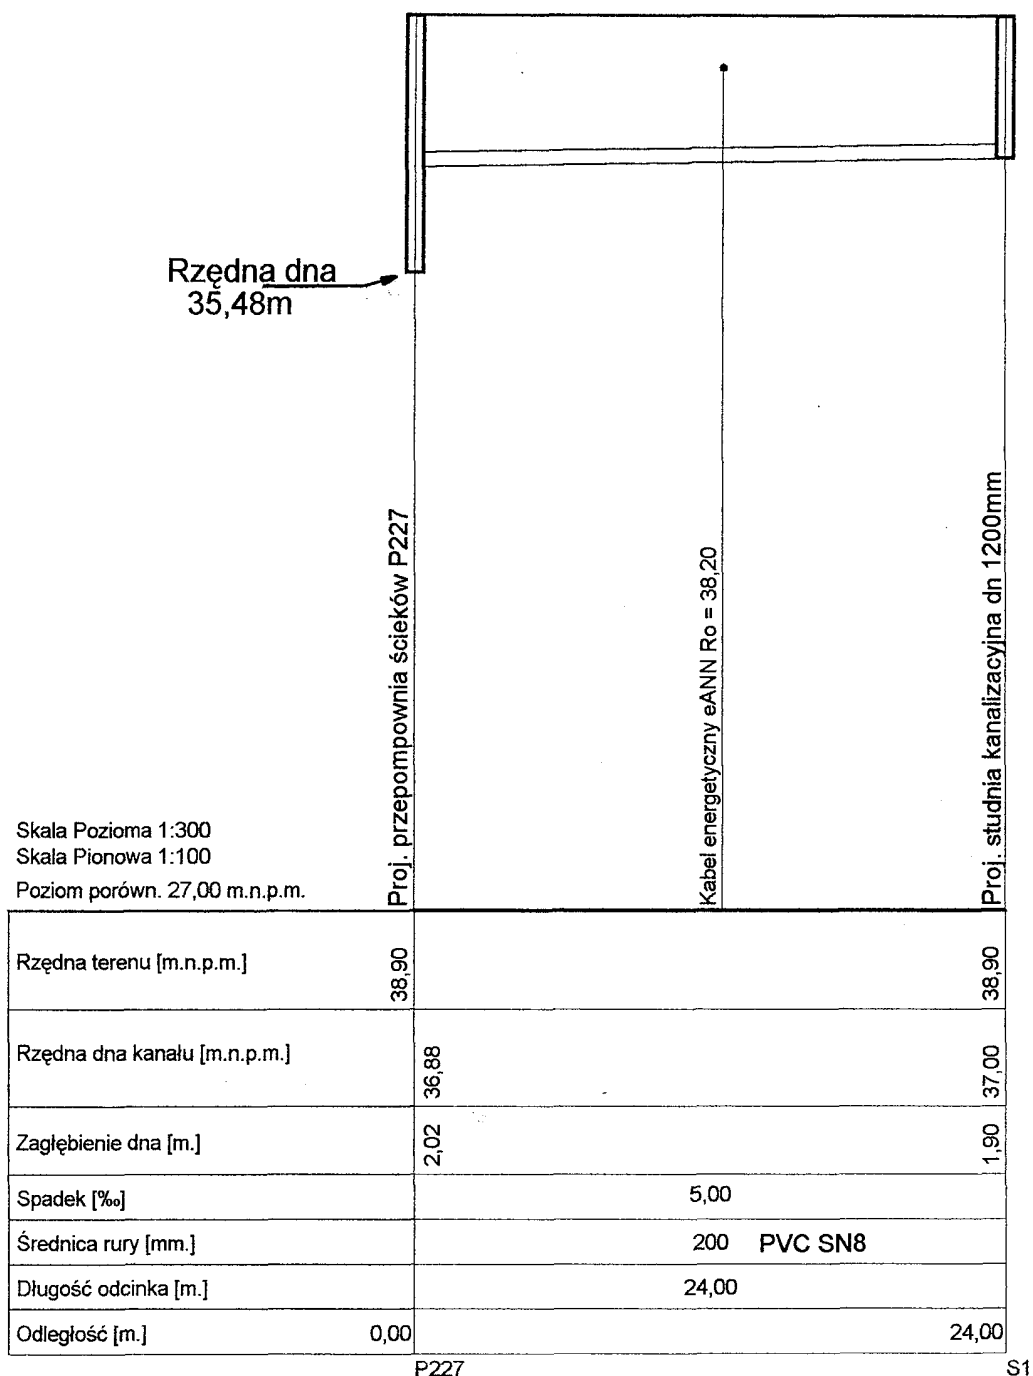 Rzędna dna
35,48m
Proj. przepompownia ścieków P227
Kabel energetyczny eANN Ro = 38,20
Proj. studnia kanalizacyjna dn 1200mm
Skala Pozioma 1:300
Skala Pionowa 1:100
Poziom porówn. 27,00 m.n.p.m.
Rzędna terenu [m.n.p.m.] 38,90 38,90
Rzędna dna kanału [m.n.p.m.] 36,88 37,00
Zagłębienie dna [m.] 2,02 1,90
Spadek [‰] 5,00
Średnica rury [mm.] 200 PVC SN8
Długość odcinka [m.] 24,00
Odległość [m.] 0,00 24,00
P227 S1